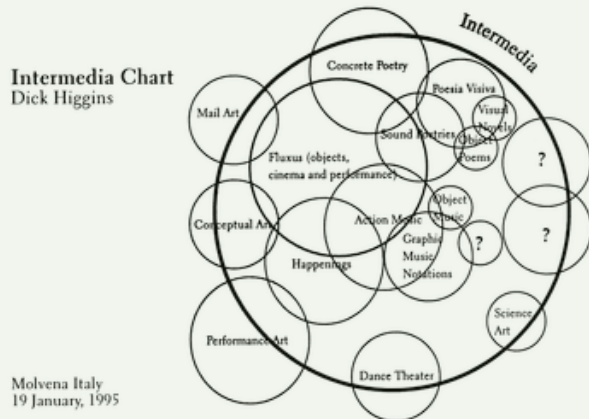 Intermedia Chart
Dick Higgins
Intermedia
Concrete Poetry
Poesia Visiva
Mail Art
Visual
Novels
Sound Poetries
Object
Poems
Fluxus (objects,
cinema and performance)
?
Object
Music
Conceptual Art
Action Music
?
Graphic
Music
Notations
?
Happenings
Science
Art
Performance Art
Dance Theater
Molvena Italy
19 January, 1995